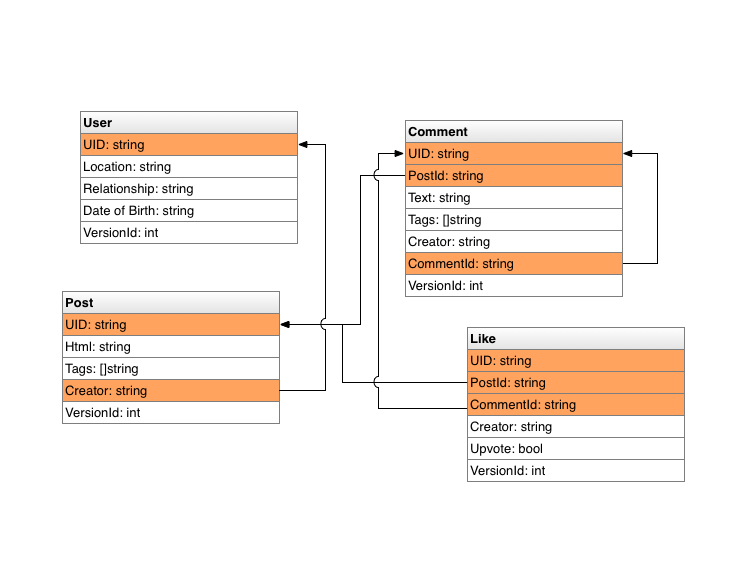 User
UID: string
Location: string
Relationship: string
Date of Birth: string
VersionId: int
Comment
UID: string
PostId: string
Text: string
Tags: []string
Creator: string
CommentId: string
VersionId: int
Post
UID: string
Html: string
Tags: []string
Creator: string
VersionId: int
Like
UID: string
PostId: string
CommentId: string
Creator: string
Upvote: bool
VersionId: int